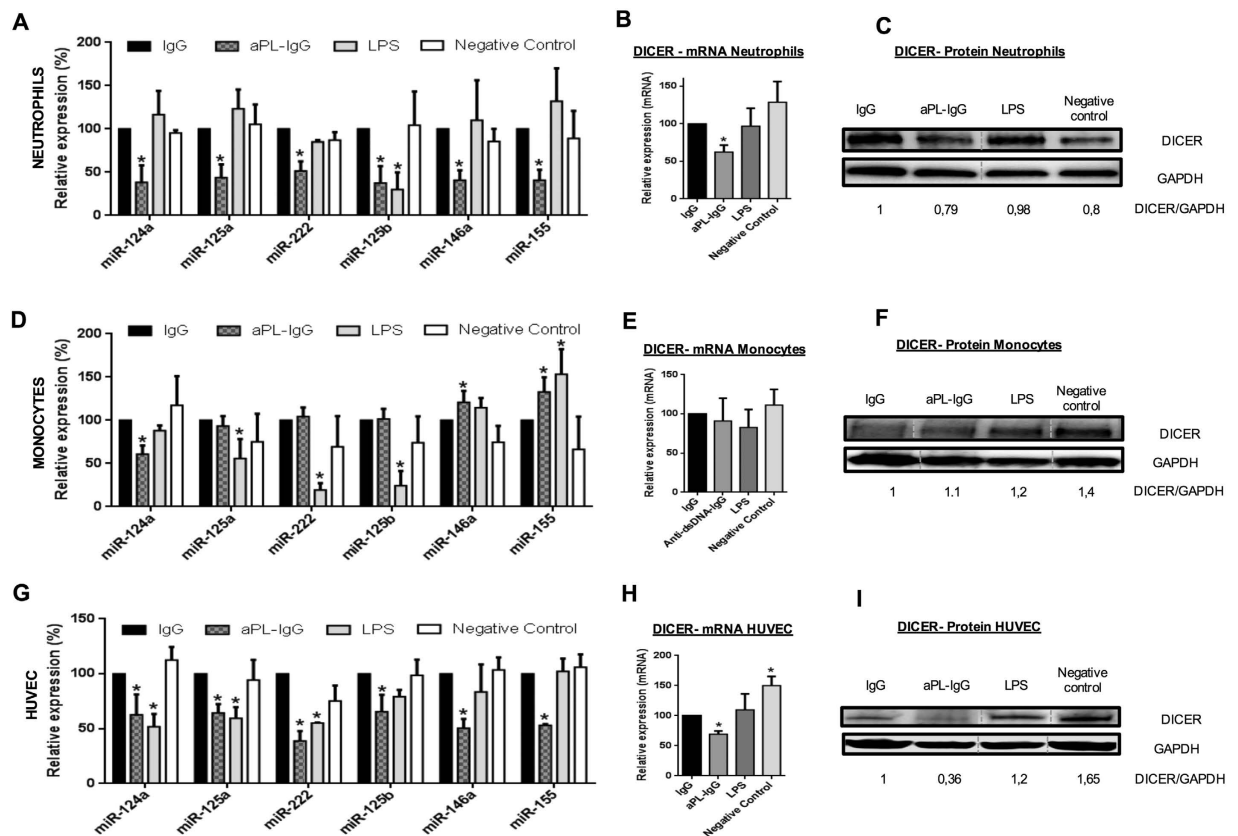 A
IgG aPL-IgG LPS Negative Control
NEUTROPHILS
Relative expression (%)
200
150
100
50
0
miR-124a miR-125a miR-222 miR-125b miR-146a miR-155
B
DICER - mRNA Neutrophils
Relative expression (mRNA)
150
100
50
0
IgG aPL-IgG LPS Negative Control
C
DICER- Protein Neutrophils
IgG aPL-IgG LPS Negative control
DICER
GAPDH
1 0,79 0,98 0,8 DICER/GAPDH
D
IgG aPL-IgG LPS Negative Control
MONOCYTES
Relative expression (%)
200
150
100
50
0
miR-124a miR-125a miR-222 miR-125b miR-146a miR-155
E
DICER- mRNA Monocytes
Relative expression (mRNA)
150
100
50
0
IgG Anti-dsDNA-IgG LPS Negative Control
F
DICER- Protein Monocytes
IgG aPL-IgG LPS Negative control
DICER
GAPDH
1 1.1 1,2 1,4 DICER/GAPDH
G
IgG aPL-IgG LPS Negative Control
HUVEC
Relative expression (%)
150
100
50
0
miR-124a miR-125a miR-222 miR-125b miR-146a miR-155
H
DICER- mRNA HUVEC
Relative expression (mRNA)
200
150
100
50
0
IgG aPL-IgG LPS Negative Control
I
DICER- Protein HUVEC
IgG aPL-IgG LPS Negative control
DICER
GAPDH
1 0,36 1,2 1,65 DICER/GAPDH